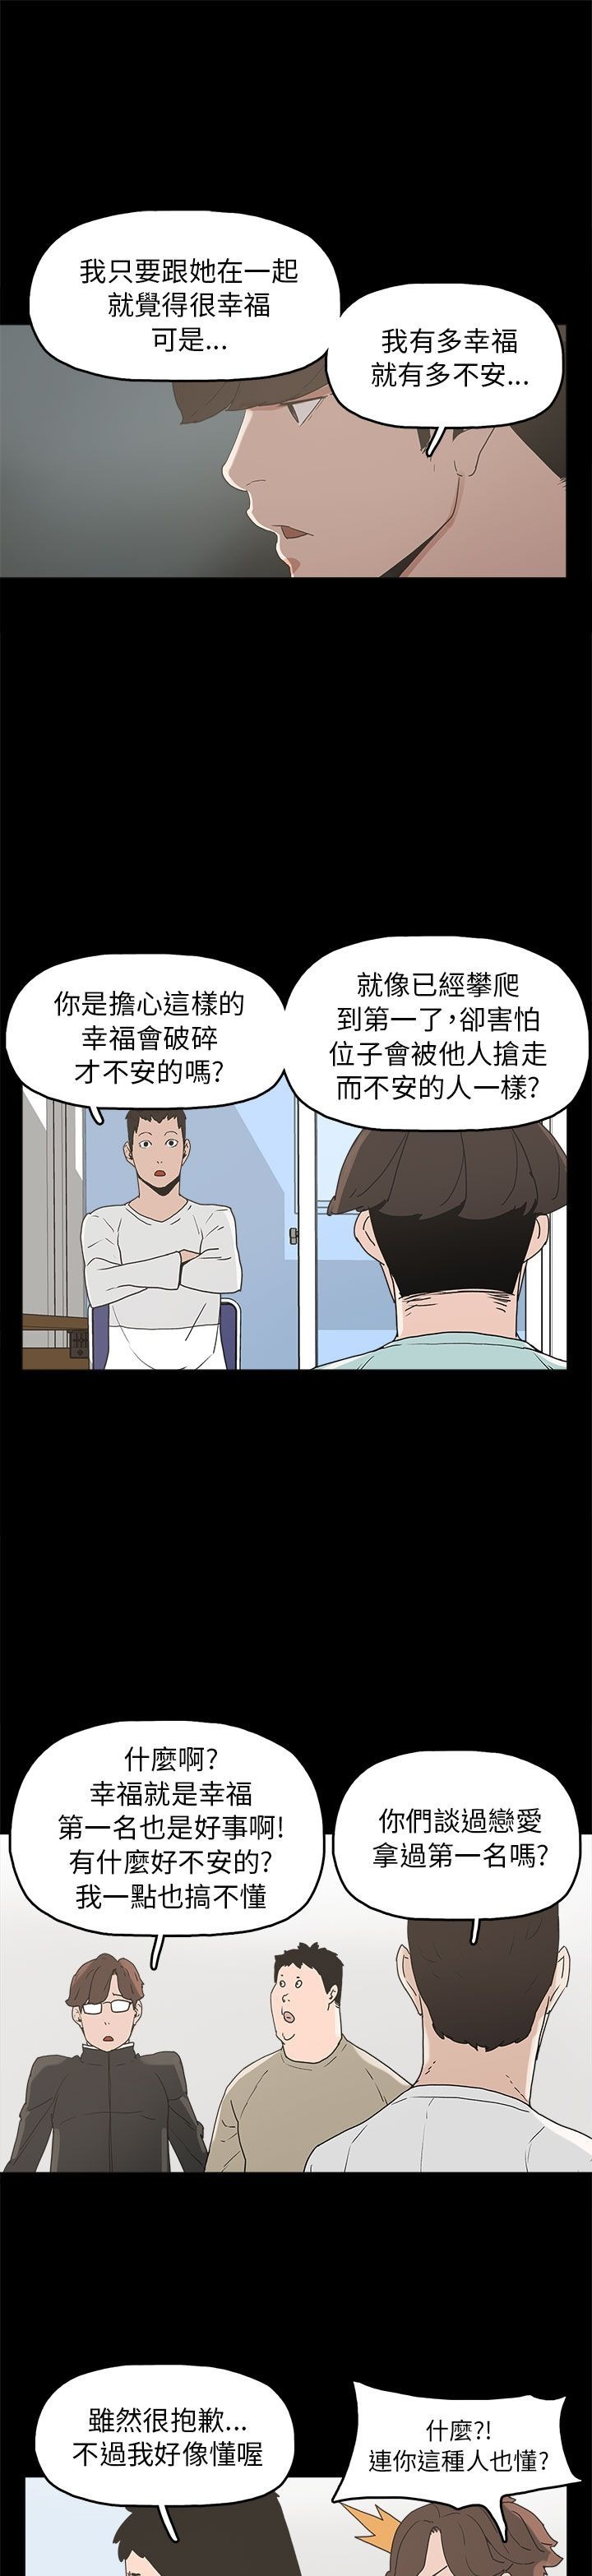 我只要跟她在一起
就覺得很幸福
可是...
我有多幸福
就有多不安...
你是擔心這樣的
幸福會破碎
才不安的嗎?
就像已經攀爬
到第一了,卻害怕
位子會被他人搶走
而不安的人一樣?
什麼啊?
幸福就是幸福
第一名也是好事啊!
有什麼好不安的?
我一點也搞不懂
你們談過戀愛
拿過第一名嗎?
雖然很抱歉...
不過我好像懂喔
什麼?!
連你這種人也懂?